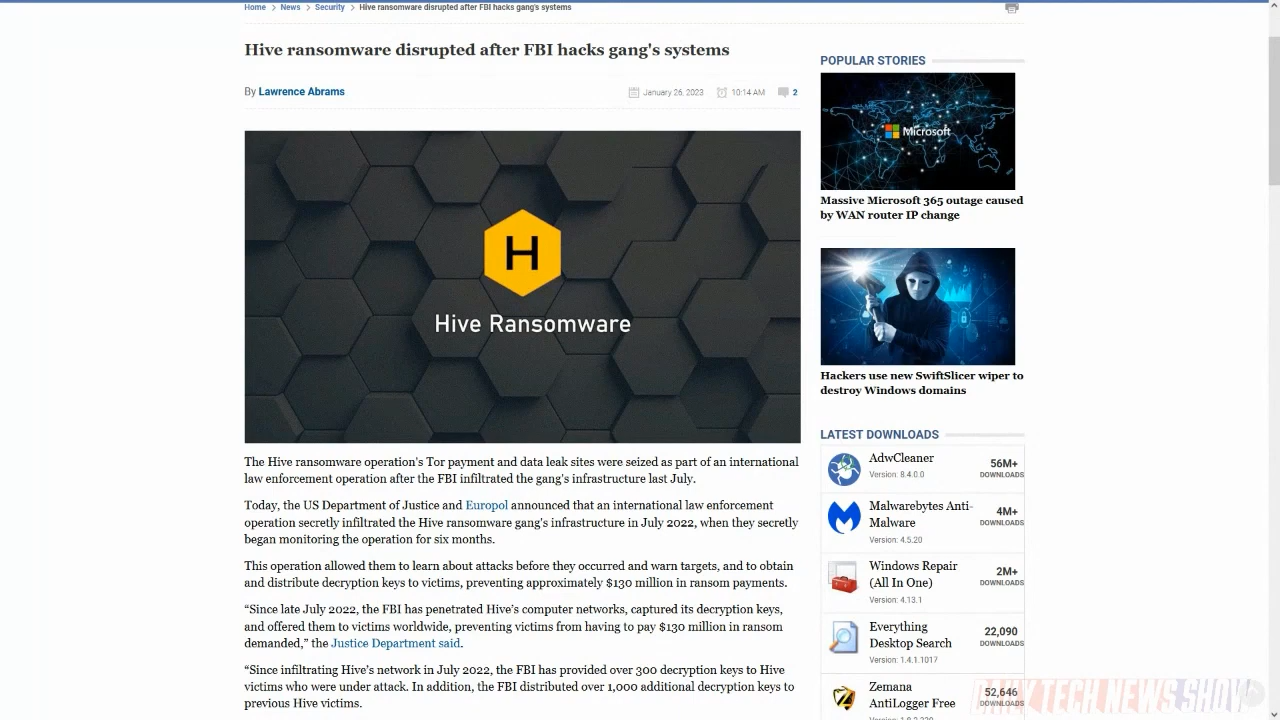 Home > News > Security > Hive ransomware disrupted after FBI hacks gang's systems
Hive ransomware disrupted after FBI hacks gang's systems
By Lawrence Abrams
January 26, 2023
10:14 AM
2
H
Hive Ransomware
The Hive ransomware operation's Tor payment and data leak sites were seized as part of an international
law enforcement operation after the FBI infiltrated the gang's infrastructure last July.
Today, the US Department of Justice and Europol announced that an international law enforcement
operation secretly infiltrated the Hive ransomware gang's infrastructure in July 2022, when they secretly
began monitoring the operation for six months.
This operation allowed them to learn about attacks before they occurred and warn targets, and to obtain
and distribute decryption keys to victims, preventing approximately $130 million in ransom payments.
“Since late July 2022, the FBI has penetrated Hive’s computer networks, captured its decryption keys,
and offered them to victims worldwide, preventing victims from having to pay $130 million in ransom
demanded,” the Justice Department said.
“Since infiltrating Hive’s network in July 2022, the FBI has provided over 300 decryption keys to Hive
victims who were under attack. In addition, the FBI distributed over 1,000 additional decryption keys to
previous Hive victims.
POPULAR STORIES
Microsoft
Massive Microsoft 365 outage caused
by WAN router IP change
Hackers use new SwiftSlicer wiper to
destroy Windows domains
LATEST DOWNLOADS
AdwCleaner
Version: 8.4.0.0
56M+
DOWNLOADS
Malwarebytes Anti-
Malware
Version: 4.5.20
4M+
DOWNLOADS
Windows Repair
(All In One)
Version: 4.13.1
2M+
DOWNLOADS
Everything
Desktop Search
Version: 1.4.1.1017
22,090
DOWNLOADS
Zemana
AntiLogger Free
52,646
DOWNLOADS
DAILY TECH NEWS SHOW